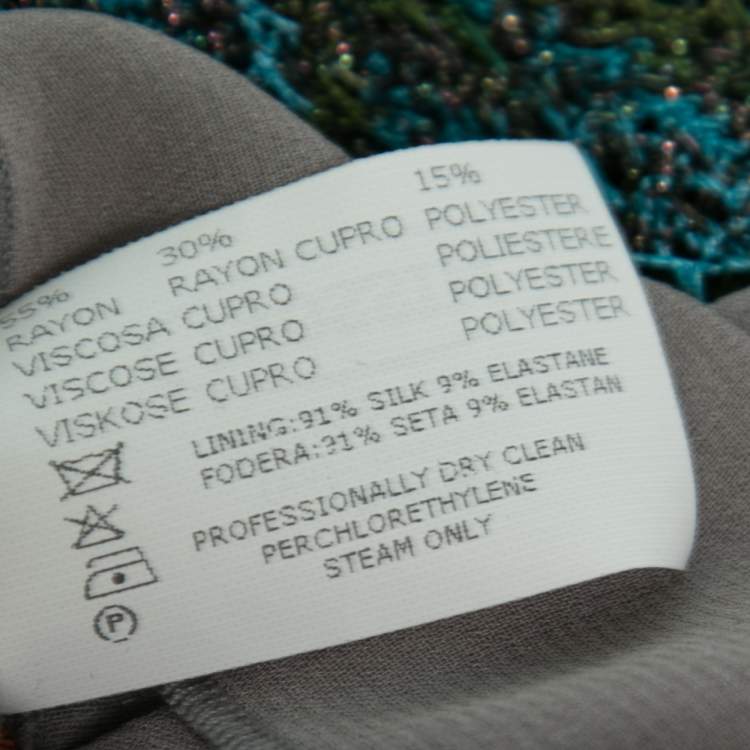 55% 30% 15%
RAYON RAYON CUPRO POLYESTER
VISCOSA CUPRO POLIESTERE
VISCOSE CUPRO POLYESTER
VISKOSE CUPRO POLYESTER
LINING:91% SILK 9% ELASTANE
FODERA:91% SETA 9% ELASTAN
PROFESSIONALLY DRY CLEAN
PERCHLORETHYLENE
STEAM ONLY
P